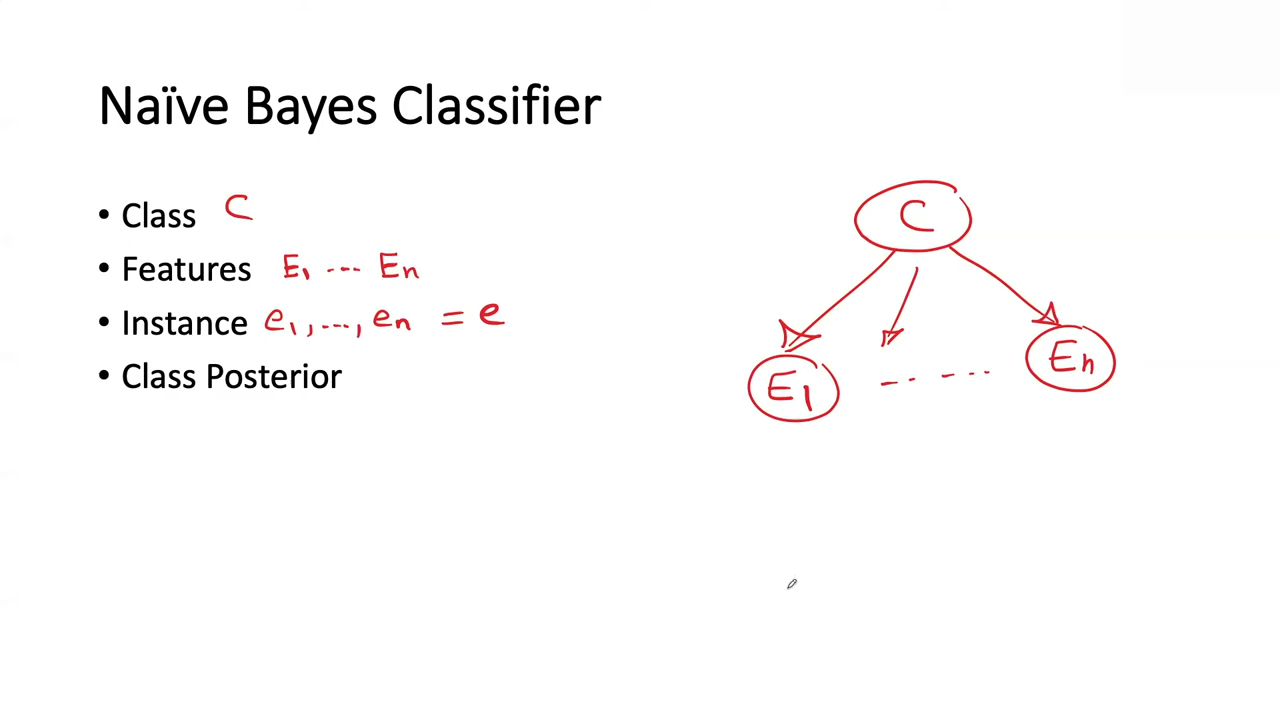 Naïve Bayes Classifier
• Class C
• Features E1 ... En
• Instance e1, ..., en = e
• Class Posterior
C
E1 ... En